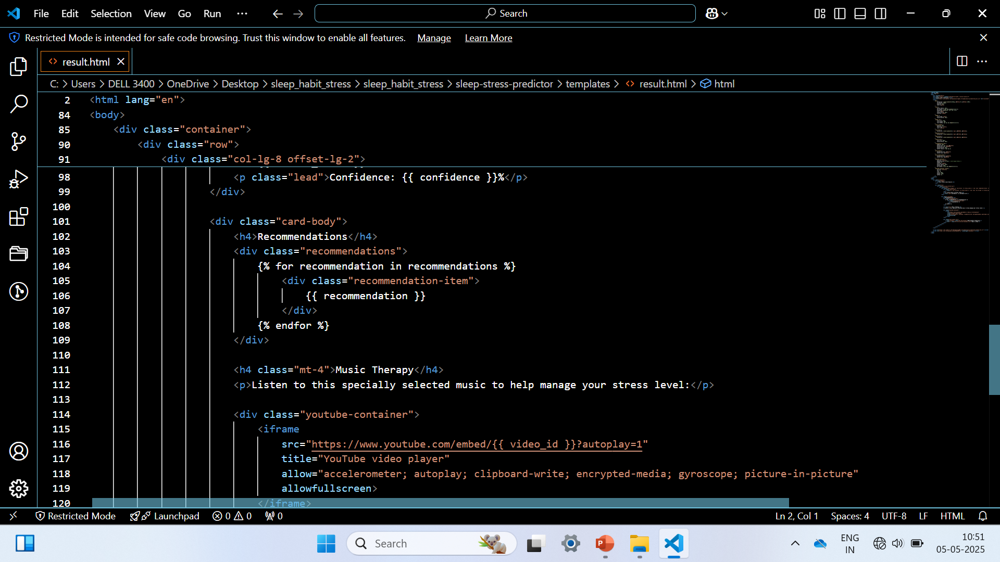 File Edit Selection View Go Run ··· Search
Restricted Mode is intended for safe code browsing. Trust this window to enable all features. Manage Learn More
result.html
C: > Users > DELL 3400 > OneDrive > Desktop > sleep_habit_stress > sleep_habit_stress > sleep-stress-predictor > templates > result.html > html
2 <html lang="en">
84 <body>
85 <div class="container">
90 <div class="row">
91 <div class="col-lg-8 offset-lg-2">
98 <p class="lead">Confidence: {{ confidence }}%</p>
99 </div>
100
101 <div class="card-body">
102 <h4>Recommendations</h4>
103 <div class="recommendations">
104 {% for recommendation in recommendations %}
105 <div class="recommendation-item">
106 {{ recommendation }}
107 </div>
108 {% endfor %}
109 </div>
110
111 <h4 class="mt-4">Music Therapy</h4>
112 <p>Listen to this specially selected music to help manage your stress level:</p>
113
114 <div class="youtube-container">
115 <iframe
116 src="https://www.youtube.com/embed/{{ video_id }}?autoplay=1"
117 title="YouTube video player"
118 allow="accelerometer; autoplay; clipboard-write; encrypted-media; gyroscope; picture-in-picture"
119 allowfullscreen>
120 </iframe>
Restricted Mode Launchpad 0 0 0 Ln 2, Col 1 Spaces: 4 UTF-8 LF HTML
Search ENG IN 10:51
05-05-2025